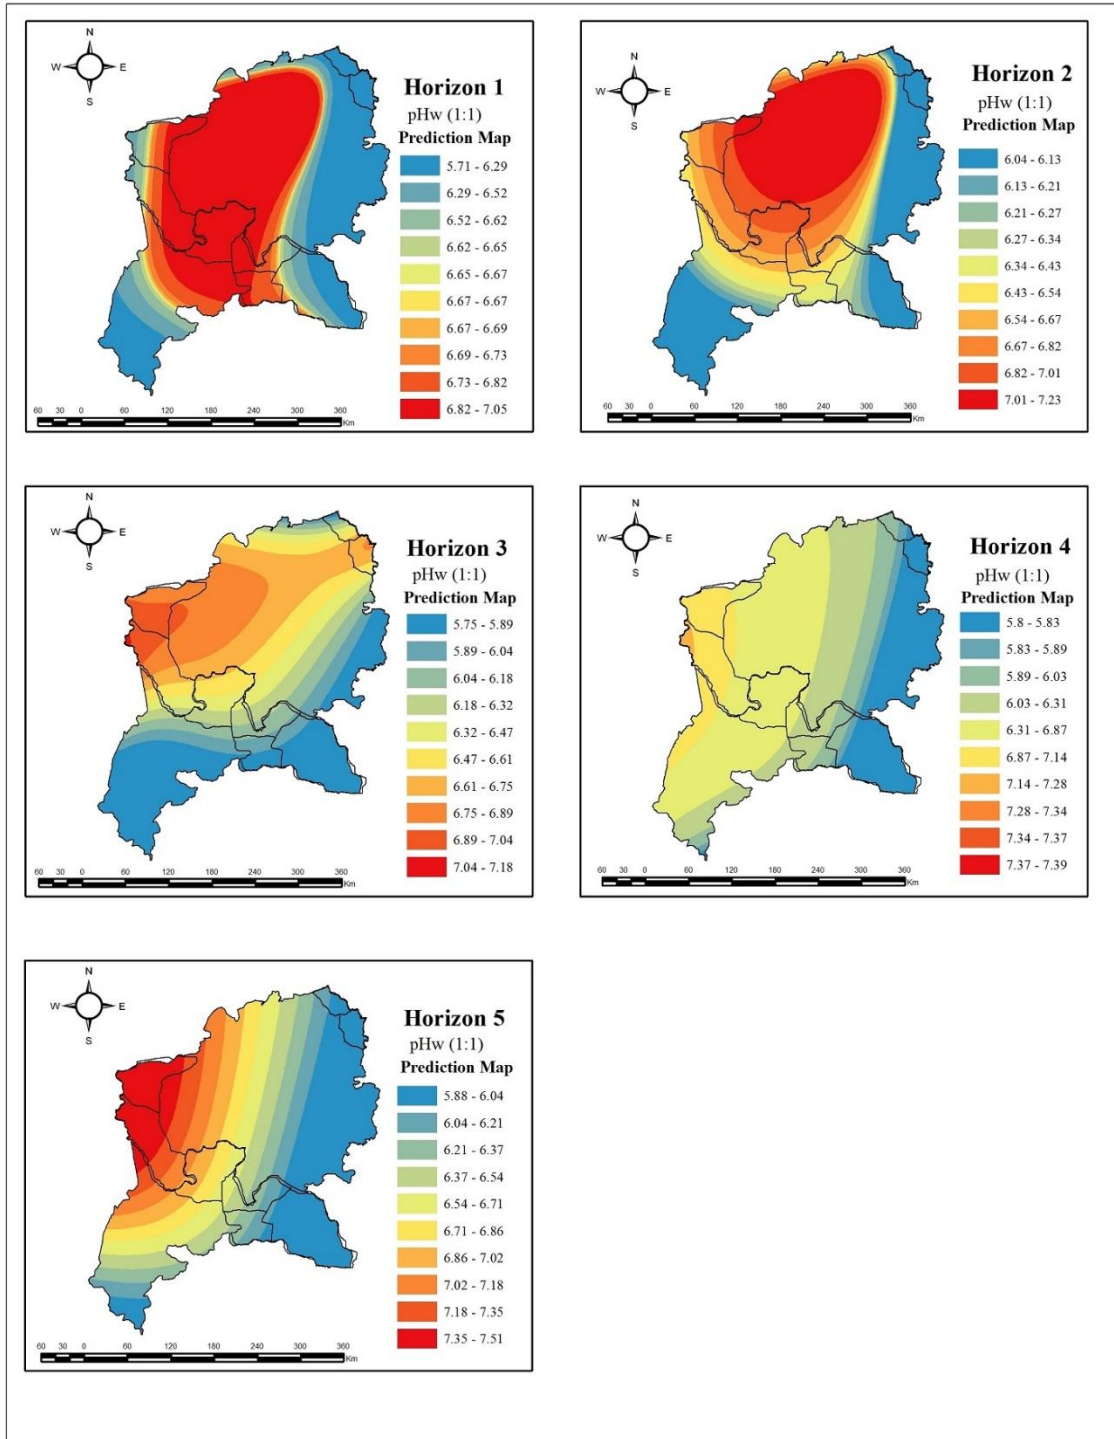 N
W E
S
Horizon 1
pHw (1:1)
Prediction Map
5.71 - 6.29
6.29 - 6.52
6.52 - 6.62
6.62 - 6.65
6.65 - 6.67
6.67 - 6.67
6.67 - 6.69
6.69 - 6.73
6.73 - 6.82
6.82 - 7.05
60 30 0 60 120 180 240 300 360
Km
N
W E
S
Horizon 2
pHw (1:1)
Prediction Map
6.04 - 6.13
6.13 - 6.21
6.21 - 6.27
6.27 - 6.34
6.34 - 6.43
6.43 - 6.54
6.54 - 6.67
6.67 - 6.82
6.82 - 7.01
7.01 - 7.23
60 30 0 60 120 180 240 300 360
Km
N
W E
S
Horizon 3
pHw (1:1)
Prediction Map
5.75 - 5.89
5.89 - 6.04
6.04 - 6.18
6.18 - 6.32
6.32 - 6.47
6.47 - 6.61
6.61 - 6.75
6.75 - 6.89
6.89 - 7.04
7.04 - 7.18
60 30 0 60 120 180 240 300 360
Km
N
W E
S
Horizon 4
pHw (1:1)
Prediction Map
5.8 - 5.83
5.83 - 5.89
5.89 - 6.03
6.03 - 6.31
6.31 - 6.87
6.87 - 7.14
7.14 - 7.28
7.28 - 7.34
7.34 - 7.37
7.37 - 7.39
60 30 0 60 120 180 240 300 360
Km
N
W E
S
Horizon 5
pHw (1:1)
Prediction Map
5.88 - 6.04
6.04 - 6.21
6.21 - 6.37
6.37 - 6.54
6.54 - 6.71
6.71 - 6.86
6.86 - 7.02
7.02 - 7.18
7.18 - 7.35
7.35 - 7.51
60 30 0 60 120 180 240 300 360
Km